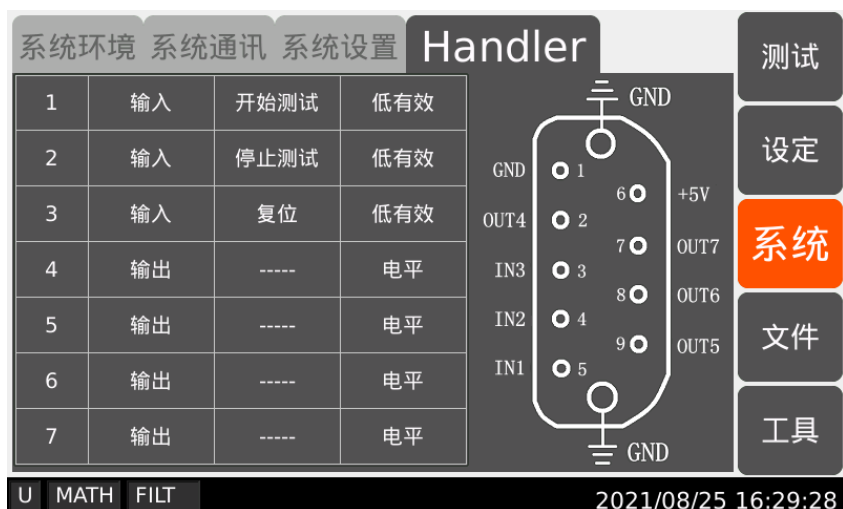 系统环境 系统通讯 系统设置 Handler
1 输入 开始测试 低有效
2 输入 停止测试 低有效
3 输入 复位 低有效
4 输出 ----- 电平
5 输出 ----- 电平
6 输出 ----- 电平
7 输出 ----- 电平
GND
GND 1
6 +5V
OUT4 2
7 OUT7
IN3 3
8 OUT6
IN2 4
9 OUT5
IN1 5
GND
测试
设定
系统
文件
工具
U MATH FILT 2021/08/25 16:29:28